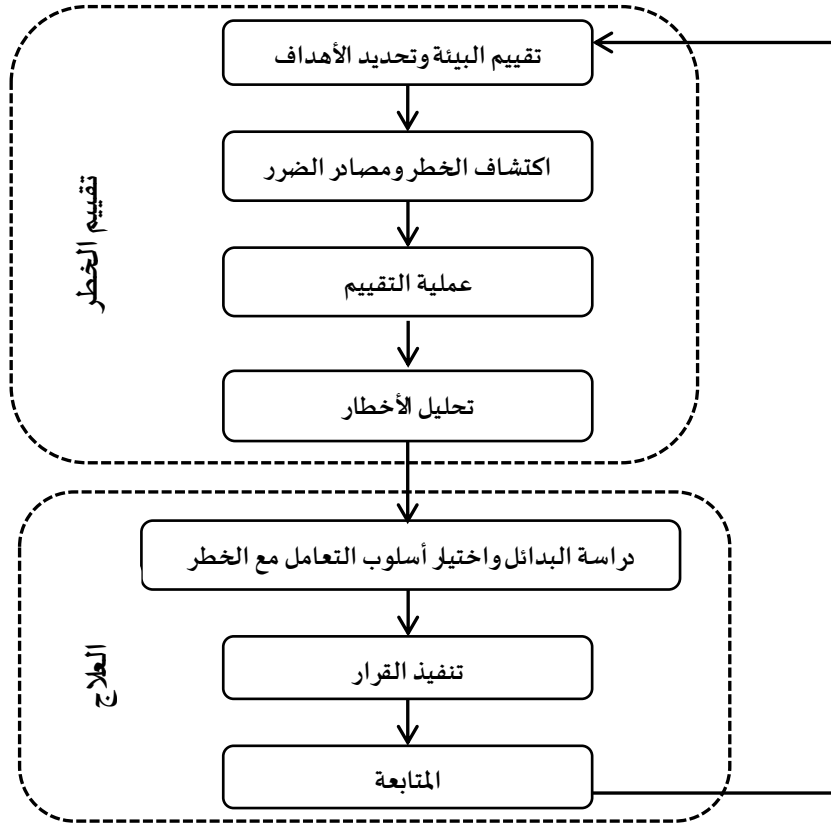 تقييم البيئة وتحديد الأهداف
اكتشاف الخطر ومصادر الضرر
عملية التقييم
تحليل الأخطار
تقييم الخطر
دراسة البدائل واختيار أسلوب التعامل مع الخطر
تنفيذ القرار
المتابعة
العلاج